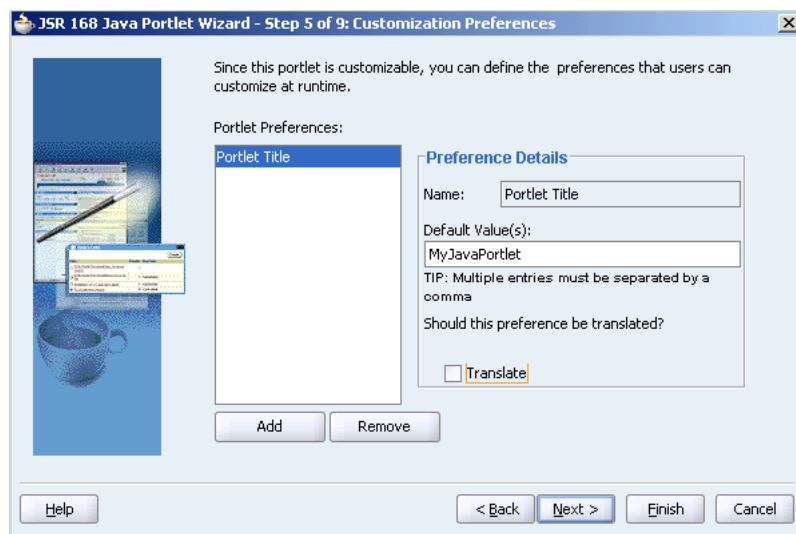 JSR 168 Java Portlet Wizard - Step 5 of 9: Customization Preferences
Since this portlet is customizable, you can define the preferences that users can
customize at runtime.
Portlet Preferences:
Portlet Title
Preference Details
Name: Portlet Title
Default Value(s):
MyJavaPortlet
TIP: Multiple entries must be separated by a
comma
Should this preference be translated?
Translate
Add Remove
Help < Back Next > Finish Cancel